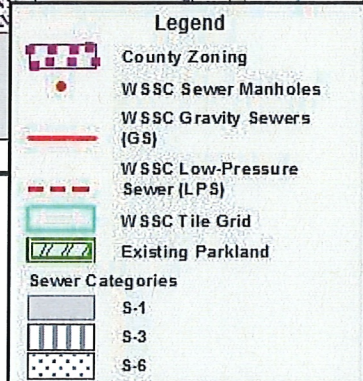 Legend
County Zoning
WSSC Sewer Manholes
WSSC Gravity Sewers
(GS)
WSSC Low-Pressure
Sewer (LPS)
WSSC Tile Grid
Existing Parkland
Sewer Categories
S-1
S-3
S-6